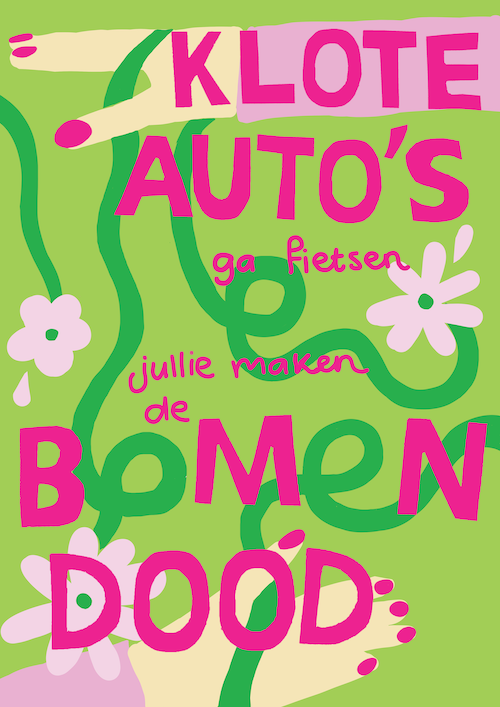 KLOTE
AUTO'S
ga fietsen
jullie maken
de
BoMeN
DOOD